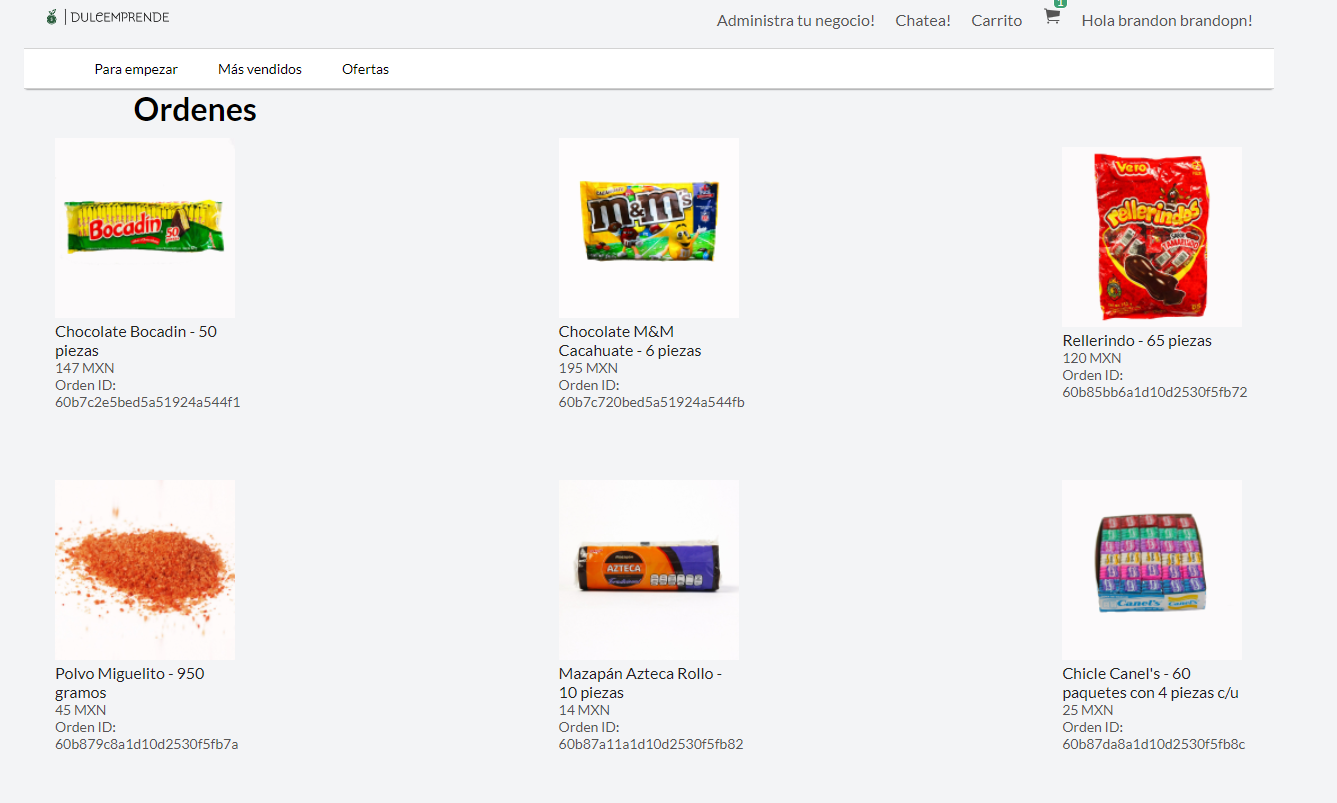 DULCEMPRENDE
Administra tu negocio! Chatea! Carrito 1 Hola brandon brandopn!
Para empezar Más vendidos Ofertas
Ordenes
Bocadin
50
M&M's
Vero
rellerindos
Chocolate Bocadin - 50
piezas
147 MXN
Orden ID:
60b7c2e5bed5a51924a544f1
Chocolate M&M
Cacahuate - 6 piezas
195 MXN
Orden ID:
60b7c720bed5a51924a544fb
Rellerindo - 65 piezas
120 MXN
Orden ID:
60b85bb6a1d10d2530f5fb72
AZTECA
Canel's
Canel's
Polvo Miguelito - 950
gramos
45 MXN
Orden ID:
60b879c8a1d10d2530f5fb7a
Mazapán Azteca Rollo -
10 piezas
14 MXN
Orden ID:
60b87a11a1d10d2530f5fb82
Chicle Canel's - 60
paquetes con 4 piezas c/u
25 MXN
Orden ID:
60b87da8a1d10d2530f5fb8c